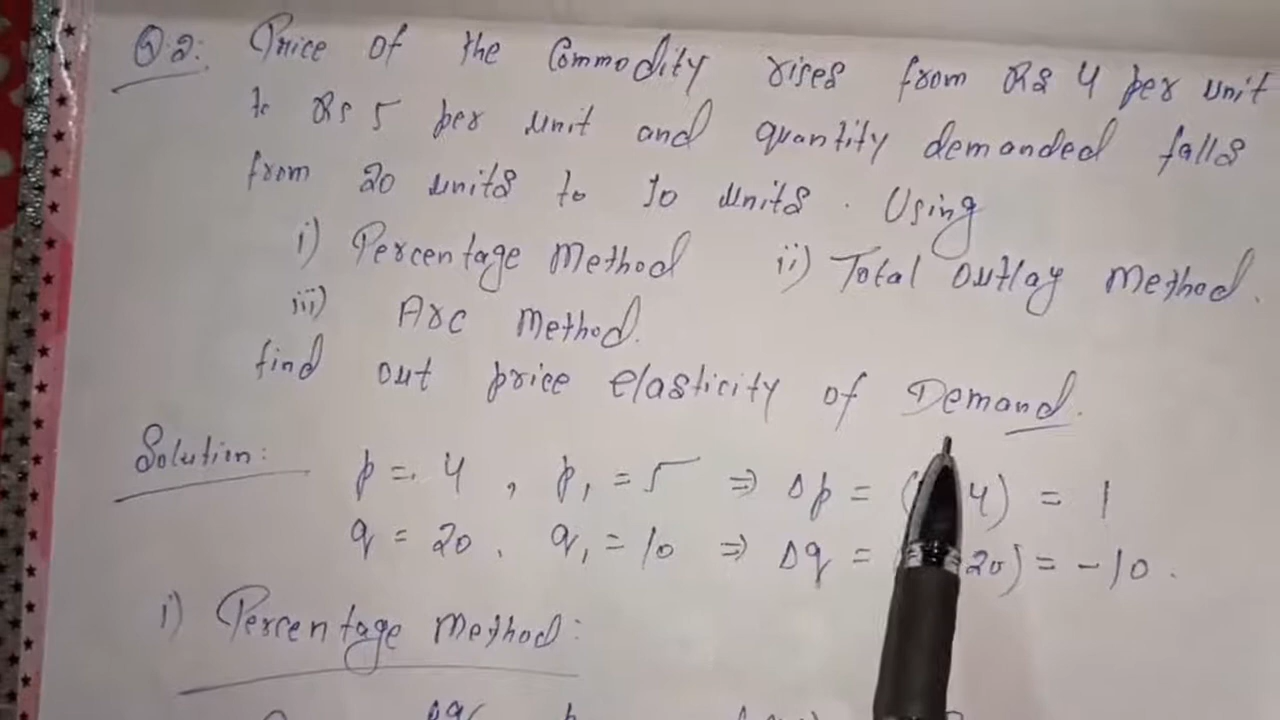 Q.2: Price of the Commodity rises from Rs 4 per unit
to Rs 5 per unit and quantity demanded falls
from 20 units to 10 units. Using
i) Percentage Method ii) Total outlay Method.
iii) Arc Method.
find out price elasticity of Demand.
Solution: p = 4, p₁ = 5 ⇒ Δp = ( 4) = 1
q = 20, q₁ = 10 ⇒ Δq = ( 20) = -10.
i) Percentage Method: